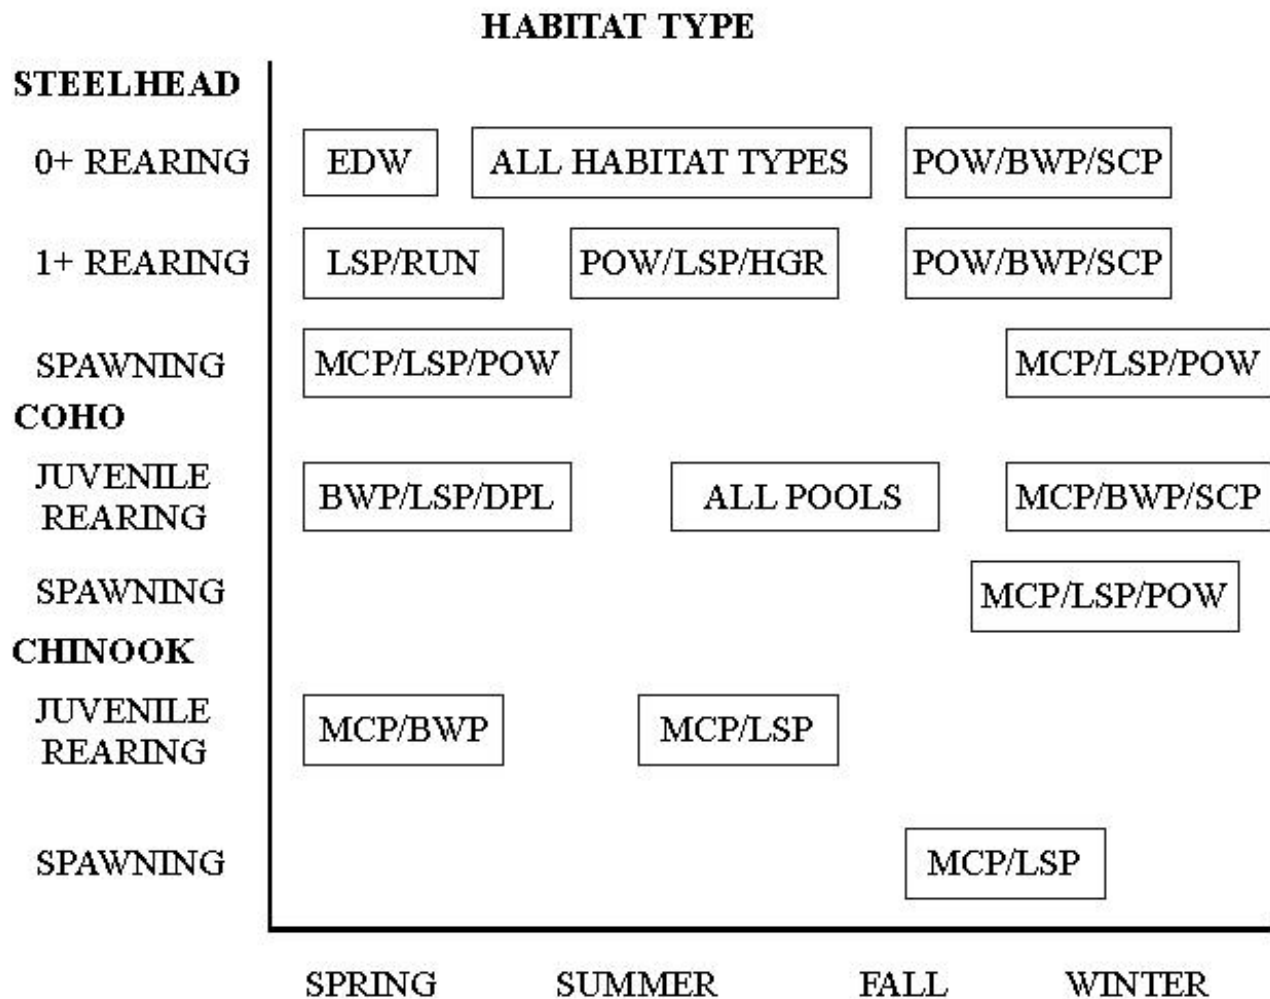 HABITAT TYPE
STEELHEAD
0+ REARING EDW ALL HABITAT TYPES POW/BWP/SCP
1+ REARING LSP/RUN POW/LSP/HGR POW/BWP/SCP
SPAWNING MCP/LSP/POW MCP/LSP/POW
COHO
JUVENILE
REARING BWP/LSP/DPL ALL POOLS MCP/BWP/SCP
SPAWNING MCP/LSP/POW
CHINOOK
JUVENILE
REARING MCP/BWP MCP/LSP
SPAWNING MCP/LSP
SPRING SUMMER FALL WINTER